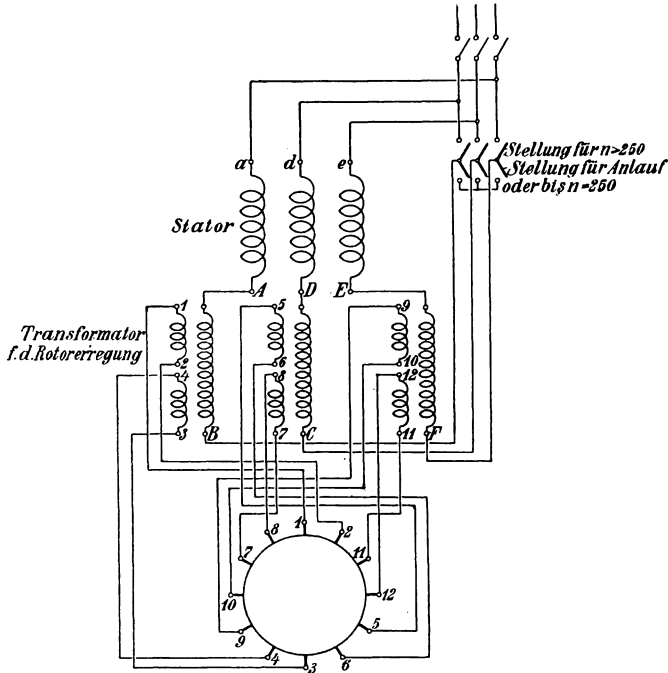 a
d
e
Stellung für n>250
Stellung für Anlauf
oder bis n=250
Stator
A
D
E
1
5
9
Transformator
f.d.Rotorerregung
2
6
10
4
8
12
3
B
7
C
11
F
1
8
2
7
11
10
12
9
5
4
3
6